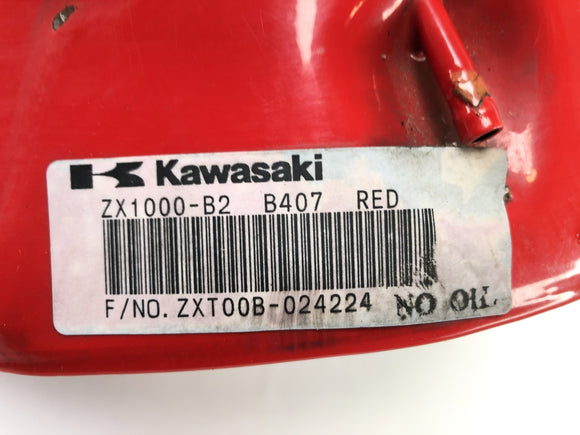 Kawasaki
ZX1000-B2 B407 RED
F/NO. ZXT00B-024224 NO OIL